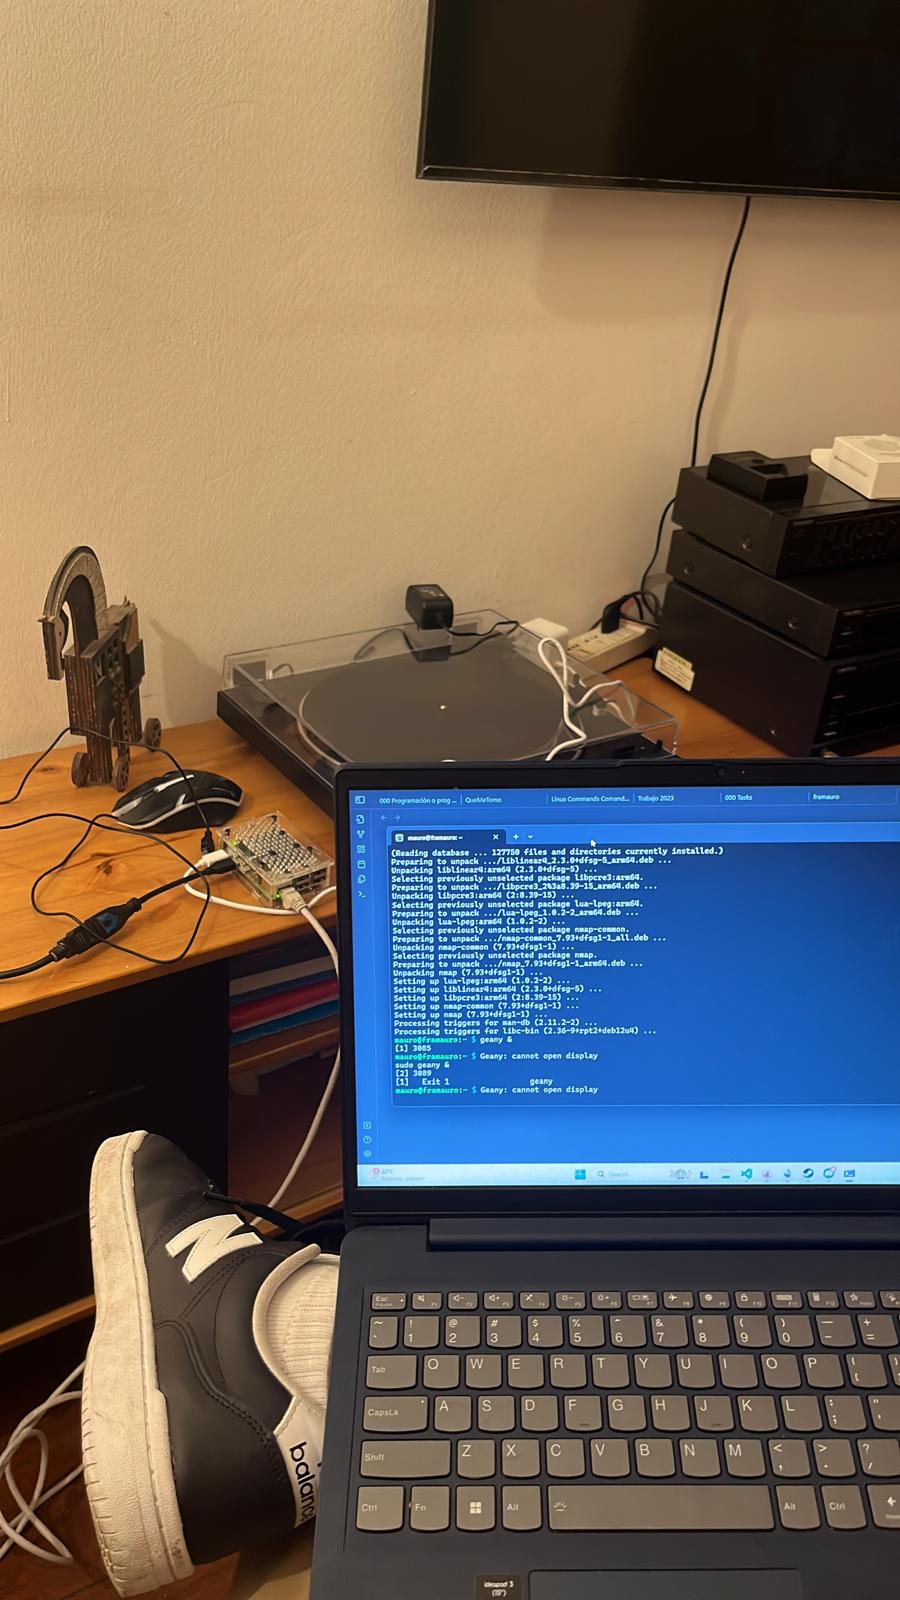 000 Programación o prog ... QueMeTomo Linux Commands Comand... Trabajo 2023 000 Tasks framauro
mauro@framauro: ~
(Reading database ... 127750 files and directories currently installed.)
Preparing to unpack .../liblinear4_2.3.0+dfsg-5_arm64.deb ...
Unpacking liblinear4:arm64 (2.3.0+dfsg-5) ...
Selecting previously unselected package libpcre3:arm64.
Preparing to unpack .../libpcre3_2%3a8.39-15_arm64.deb ...
Unpacking libpcre3:arm64 (2:8.39-15) ...
Selecting previously unselected package lua-lpeg:arm64.
Preparing to unpack .../lua-lpeg_1.0.2-2_arm64.deb ...
Unpacking lua-lpeg:arm64 (1.0.2-2) ...
Selecting previously unselected package nmap-common.
Preparing to unpack .../nmap-common_7.93+dfsg1-1_all.deb ...
Unpacking nmap-common (7.93+dfsg1-1) ...
Selecting previously unselected package nmap.
Preparing to unpack .../nmap_7.93+dfsg1-1_arm64.deb ...
Unpacking nmap (7.93+dfsg1-1) ...
Setting up lua-lpeg:arm64 (1.0.2-2) ...
Setting up liblinear4:arm64 (2.3.0+dfsg-5) ...
Setting up libpcre3:arm64 (2:8.39-15) ...
Setting up nmap-common (7.93+dfsg1-1) ...
Setting up nmap (7.93+dfsg1-1) ...
Processing triggers for man-db (2.11.2-2) ...
Processing triggers for libc-bin (2.36-9+rpt2+deb12u4) ...
mauro@framauro:~ $ geany &
[1] 3085
mauro@framauro:~ $ Geany: cannot open display
sudo geany &
[2] 3089
[1] Exit 1 geany
mauro@framauro:~ $ Geany: cannot open display
22°C
Search
N
balance
Esc F1 F2 F3 F4 F5 F6 F7 F8 F9 F10 F11 F12
~ ` ! 1 @ 2 # 3 $ 4 % 5 ^ 6 & 7 * 8 ( 9 ) 0 _ - + =
Tab Q W E R T Y U I O P { [
CapsLk A S D F G H J K L : ; " '
Shift Z X C V B N M < , > . ? /
Ctrl Fn Alt Alt Ctrl
ideapad 3
(15")